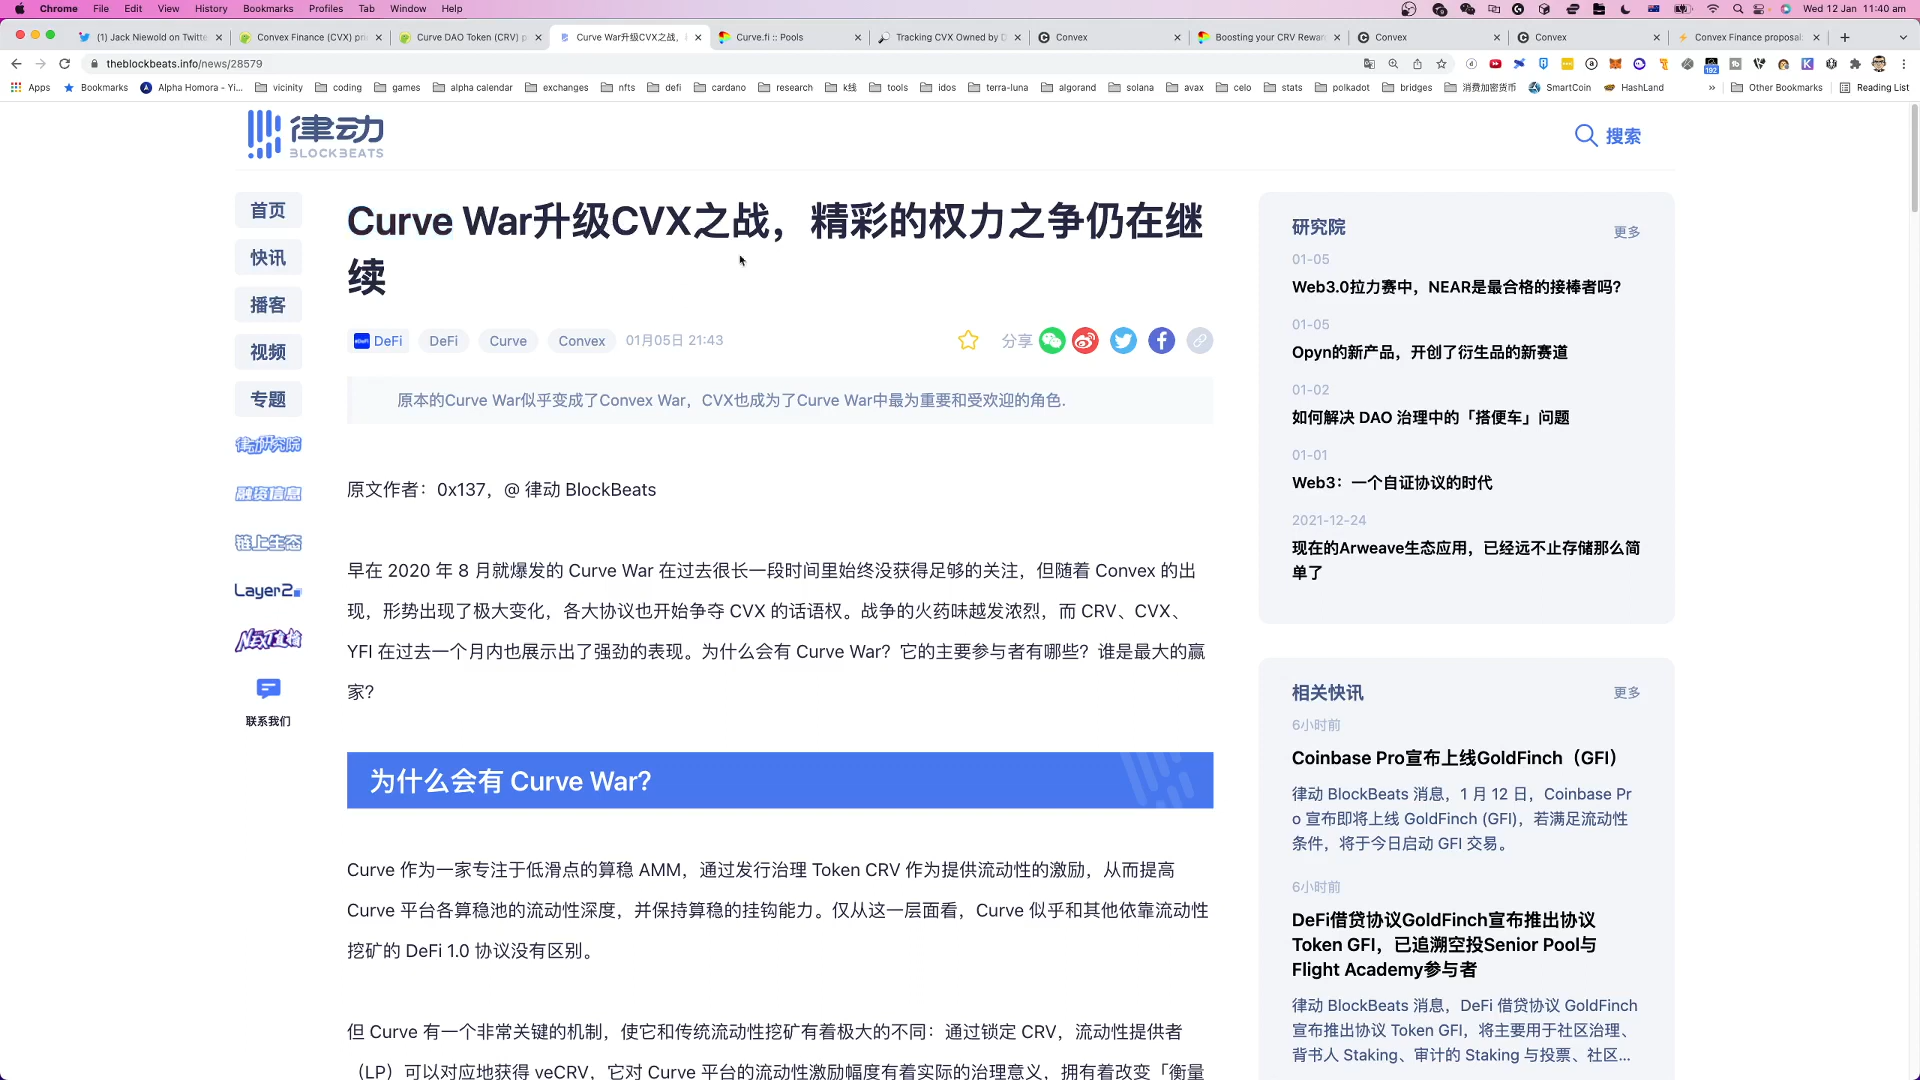 Chrome File Edit View History Bookmarks Profiles Tab Window Help
Wed 12 Jan 11:40 am
(1) Jack Niewold on Twitte
Convex Finance (CVX) pri
Curve DAO Token (CRV) p
Curve War升级CVX之战，
Curve.fi :: Pools
Tracking CVX Owned by D
Convex
Boosting your CRV Rewar
Convex
Convex
Convex Finance proposal:
theblockbeats.info/news/28579
192
Apps Bookmarks Alpha Homora - Yi... vicinity coding games alpha calendar exchanges nfts defi cardano research k线 tools idos terra-luna algorand solana avax celo stats polkadot bridges 消费加密货币 SmartCoin HashLand » Other Bookmarks Reading List
律动
BLOCKBEATS
搜索
首页
快讯
播客
视频
专题
律动研究院
融资信息
链上生态
Layer2
NEXT直播
联系我们
Curve War升级CVX之战，精彩的权力之争仍在继
续
DeFi DeFi Curve Convex 01月05日 21:43
分享
原本的Curve War似乎变成了Convex War，CVX也成为了Curve War中最为重要和受欢迎的角色.
原文作者：0x137，@ 律动 BlockBeats
早在 2020 年 8 月就爆发的 Curve War 在过去很长一段时间里始终没获得足够的关注，但随着 Convex 的出
现，形势出现了极大变化，各大协议也开始争夺 CVX 的话语权。战争的火药味越发浓烈，而 CRV、CVX、
YFI 在过去一个月内也展示出了强劲的表现。为什么会有 Curve War？它的主要参与者有哪些？谁是最大的赢
家？
为什么会有 Curve War?
Curve 作为一家专注于低滑点的算稳 AMM，通过发行治理 Token CRV 作为提供流动性的激励，从而提高
Curve 平台各算稳池的流动性深度，并保持算稳的挂钩能力。仅从这一层面看，Curve 似乎和其他依靠流动性
挖矿的 DeFi 1.0 协议没有区别。
但 Curve 有一个非常关键的机制，使它和传统流动性挖矿有着极大的不同：通过锁定 CRV，流动性提供者
（LP）可以对应地获得 veCRV，它对 Curve 平台的流动性激励幅度有着实际的治理意义，拥有着改变「衡量
研究院
更多
01-05
Web3.0拉力赛中，NEAR是最合格的接棒者吗?
01-05
Opyn的新产品，开创了衍生品的新赛道
01-02
如何解决 DAO 治理中的「搭便车」问题
01-01
Web3：一个自证协议的时代
2021-12-24
现在的Arweave生态应用，已经远不止存储那么简
单了
相关快讯
更多
6小时前
Coinbase Pro宣布上线GoldFinch（GFI）
律动 BlockBeats 消息，1 月 12 日，Coinbase Pr
o 宣布即将上线 GoldFinch (GFI)，若满足流动性
条件，将于今日启动 GFI 交易。
6小时前
DeFi借贷协议GoldFinch宣布推出协议
Token GFI，已追溯空投Senior Pool与
Flight Academy参与者
律动 BlockBeats 消息，DeFi 借贷协议 GoldFinch
宣布推出协议 Token GFI，将主要用于社区治理、
背书人 Staking、审计的 Staking 与投票、社区...